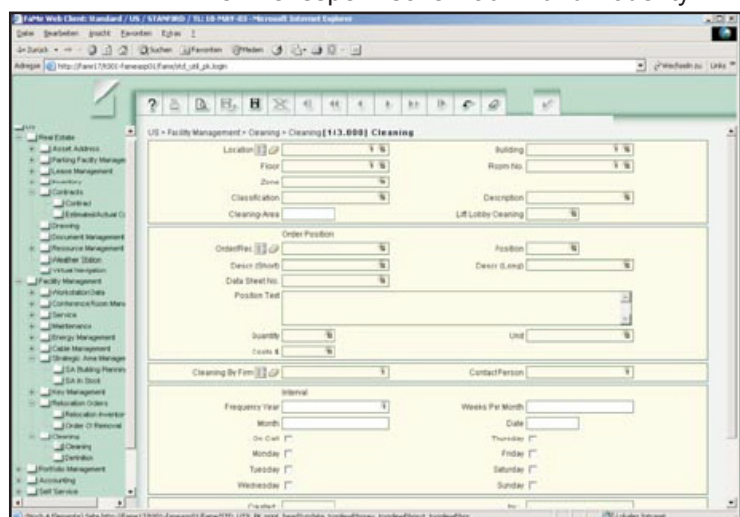 FaMe Web Client: Standard / US / STANFORD / TL: 10-MAY-03 - Microsoft Internet Explorer
Datei Bearbeiten Ansicht Favoriten Extras ?
Zurück Suchen Favoriten Medien
Adresse Wechseln zu Links
US > Facility Management > Cleaning > Cleaning [1(3.000] Cleaning
Real Estate
Asset Address
Parking Facility Manage
Lease Management
Inventory
Contracts
Contract
Estimated/Actual Co
Drawing
Document Management
Resource Management
Weather Station
Virtual Navigation
Facility Management
Workstation Data
Conference Room Mana
Service
Maintenance
Energy Management
Cable Management
Strategic Area Manage
SA Building Plannin
SA In Stock
Key Management
Relocation Orders
Relocation Inventor
Order Of Removal
Cleaning
Cleaning
Definition
Portfolio Management
Accounting
Self Service
Location Building
Floor Room No.
Zone
Classification Description
Cleaning-Area Lift Lobby Cleaning
Order Position
Order/Rec Position
Descr. (Short) Descr. (Long)
Data Sheet No.
Position Text
Quantity Unit
Costs $
Cleaning By Firm Contact Person
Interval
Frequency Year Weeks Per Month
Month Date
On Call Thursday
Monday Friday
Tuesday Saturday
Wednesday Sunday
Created by:
Lokales Intranet